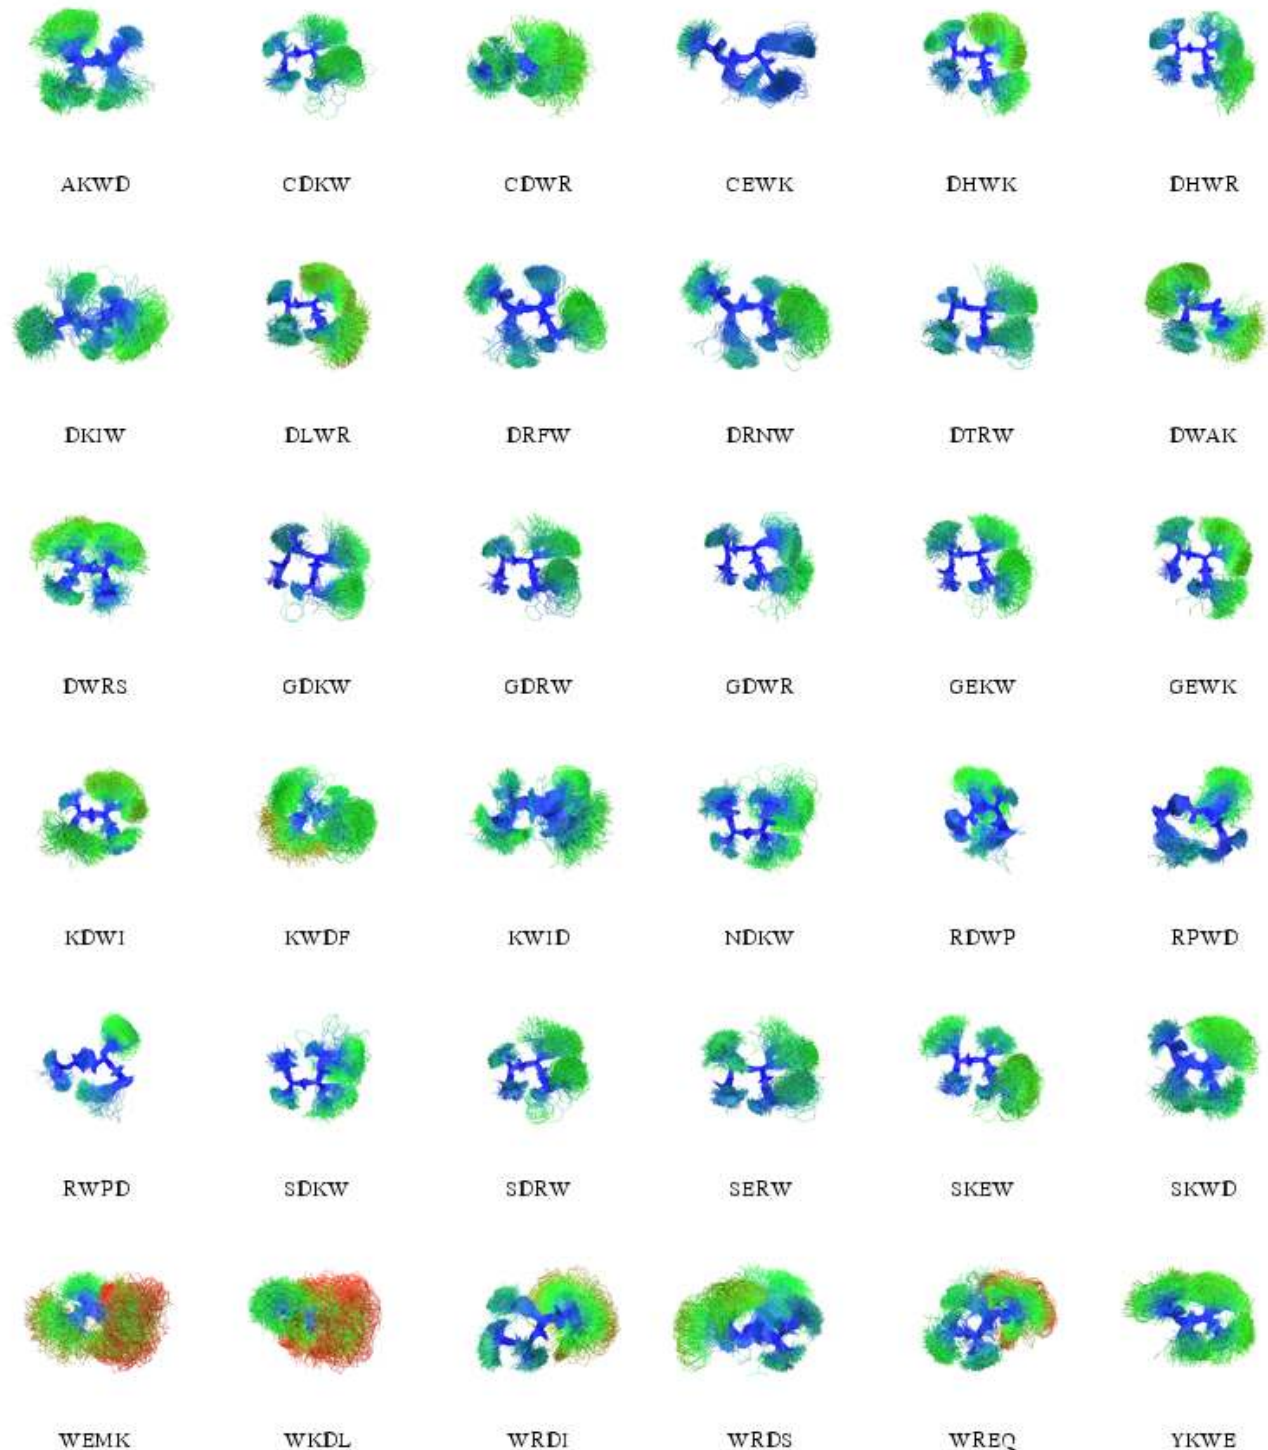 AKWD CDKW CDWR CEWK DHWK DHWR
DKIW DLWR DRFW DRNW DTRW DWAK
DWRS GDKW GDRW GDWR GEKW GEWK
KDWI KWDF KWID NDKW RDWP RPWD
RWPD SDKW SDRW SERW SKEW SKWD
WEMK WKDL WRDI WRDS WREQ YKWE